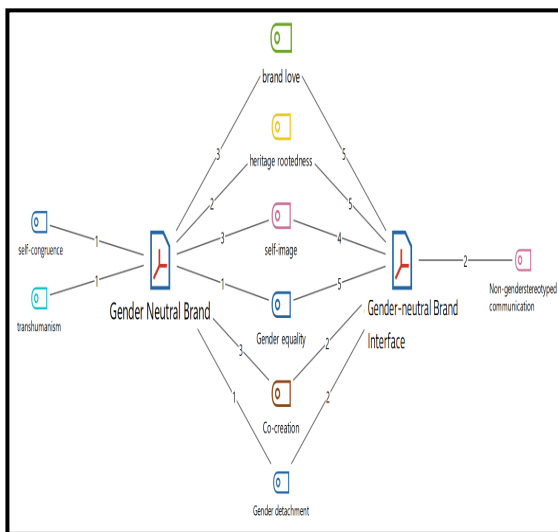 brand love
3
5
heritage rootedness
2
5
self-congruence
1
3
self-image
4
2
Non-genderstereotyped
communication
transhumanism
1
Gender Neutral Brand
1
Gender equality
5
Gender-neutral Brand
Interface
3
2
Co-creation
1
2
Gender detachment